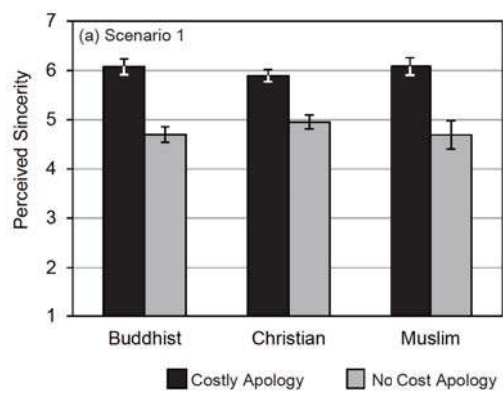 7
(a) Scenario 1
6
5
4
3
2
1
Perceived Sincerity
Buddhist Christian Muslim
Costly Apology No Cost Apology